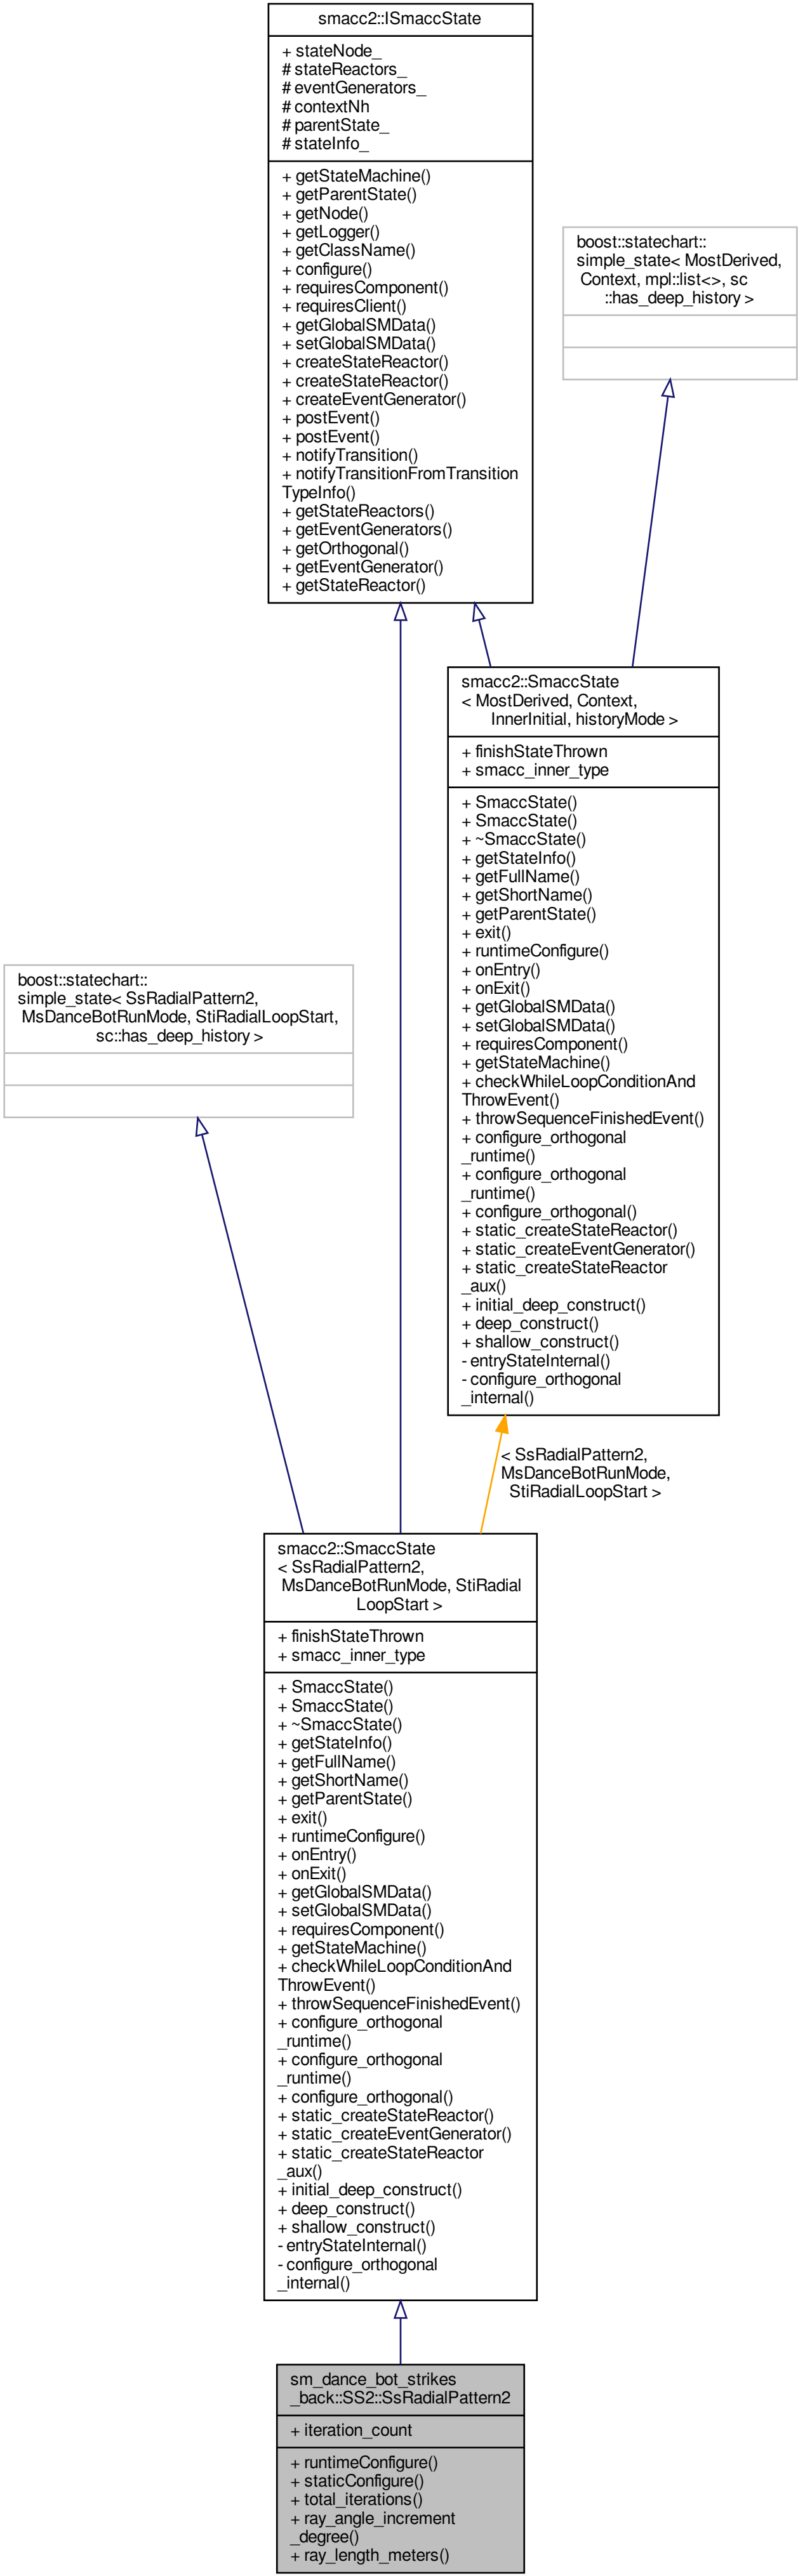 smacc2::ISmaccState
+ stateNode_
# stateReactors_
# eventGenerators_
# contextNh
# parentState_
# stateInfo_
+ getStateMachine()
+ getParentState()
+ getNode()
+ getLogger()
+ getClassName()
+ configure()
+ requiresComponent()
+ requiresClient()
+ getGlobalSMData()
+ setGlobalSMData()
+ createStateReactor()
+ createStateReactor()
+ createEventGenerator()
+ postEvent()
+ postEvent()
+ notifyTransition()
+ notifyTransitionFromTransition
TypeInfo()
+ getStateReactors()
+ getEventGenerators()
+ getOrthogonal()
+ getEventGenerator()
+ getStateReactor()
boost::statechart::
simple_state< MostDerived,
Context, mpl::list<>, sc
::has_deep_history >
smacc2::SmaccState
< MostDerived, Context,
InnerInitial, historyMode >
+ finishStateThrown
+ smacc_inner_type
+ SmaccState()
+ SmaccState()
+ ~SmaccState()
+ getStateInfo()
+ getFullName()
+ getShortName()
+ getParentState()
+ exit()
+ runtimeConfigure()
+ onEntry()
+ onExit()
+ getGlobalSMData()
+ setGlobalSMData()
+ requiresComponent()
+ getStateMachine()
+ checkWhileLoopConditionAnd
ThrowEvent()
+ throwSequenceFinishedEvent()
+ configure_orthogonal
_runtime()
+ configure_orthogonal
_runtime()
+ configure_orthogonal()
+ static_createStateReactor()
+ static_createEventGenerator()
+ static_createStateReactor
_aux()
+ initial_deep_construct()
+ deep_construct()
+ shallow_construct()
- entryStateInternal()
- configure_orthogonal
_internal()
boost::statechart::
simple_state< SsRadialPattern2,
MsDanceBotRunMode, StiRadialLoopStart,
sc::has_deep_history >
< SsRadialPattern2,
MsDanceBotRunMode,
StiRadialLoopStart >
smacc2::SmaccState
< SsRadialPattern2,
MsDanceBotRunMode, StiRadial
LoopStart >
+ finishStateThrown
+ smacc_inner_type
+ SmaccState()
+ SmaccState()
+ ~SmaccState()
+ getStateInfo()
+ getFullName()
+ getShortName()
+ getParentState()
+ exit()
+ runtimeConfigure()
+ onEntry()
+ onExit()
+ getGlobalSMData()
+ setGlobalSMData()
+ requiresComponent()
+ getStateMachine()
+ checkWhileLoopConditionAnd
ThrowEvent()
+ throwSequenceFinishedEvent()
+ configure_orthogonal
_runtime()
+ configure_orthogonal
_runtime()
+ configure_orthogonal()
+ static_createStateReactor()
+ static_createEventGenerator()
+ static_createStateReactor
_aux()
+ initial_deep_construct()
+ deep_construct()
+ shallow_construct()
- entryStateInternal()
- configure_orthogonal
_internal()
sm_dance_bot_strikes
_back::SS2::SsRadialPattern2
+ iteration_count
+ runtimeConfigure()
+ staticConfigure()
+ total_iterations()
+ ray_angle_increment
_degree()
+ ray_length_meters()